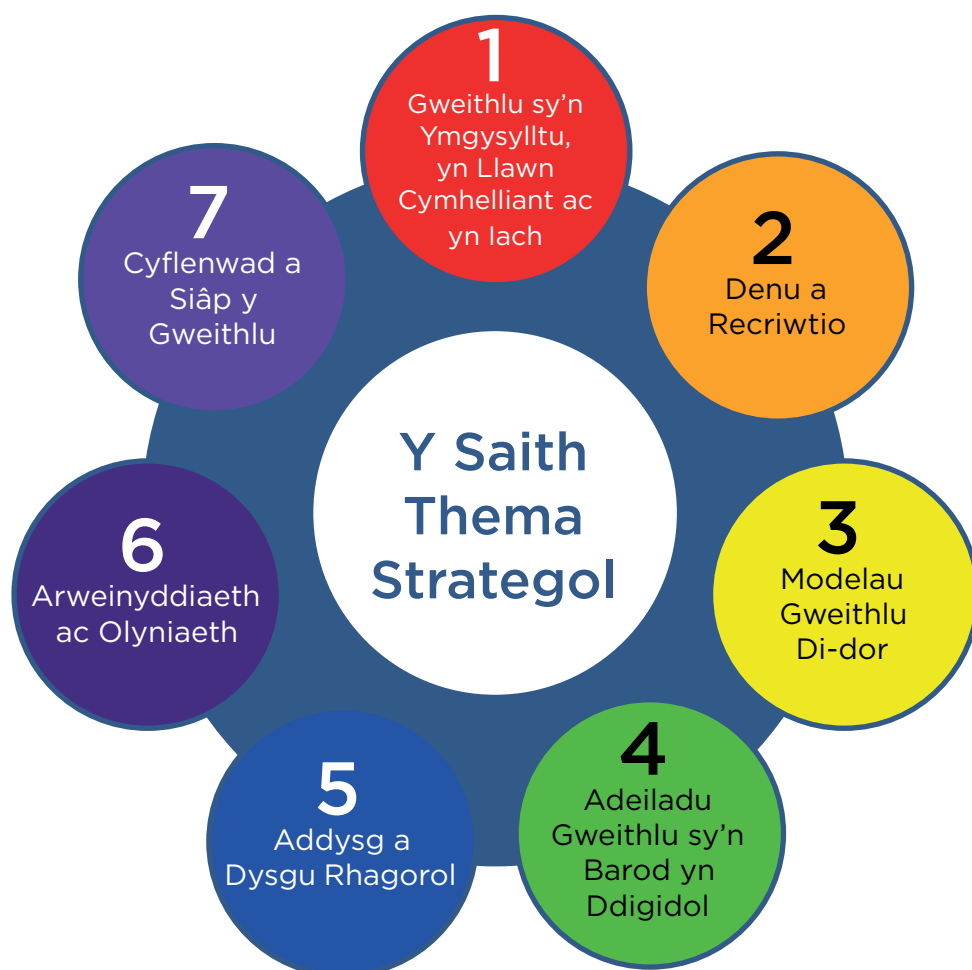 Y Saith
Thema
Strategol
1
Gweithlu sy’n
Ymgysylltu,
yn Llawn
Cymhelliant ac
yn Iach
2
Denu a
Recriwtio
3
Modelau
Gweithlu
Di-dor
4
Adeiladu
Gweithlu sy’n
Barod yn
Ddigidol
5
Addysg a
Dysgu Rhagorol
6
Arweinyddiaeth
ac Olyniaeth
7
Cyflenwad a
Siâp y
Gweithlu